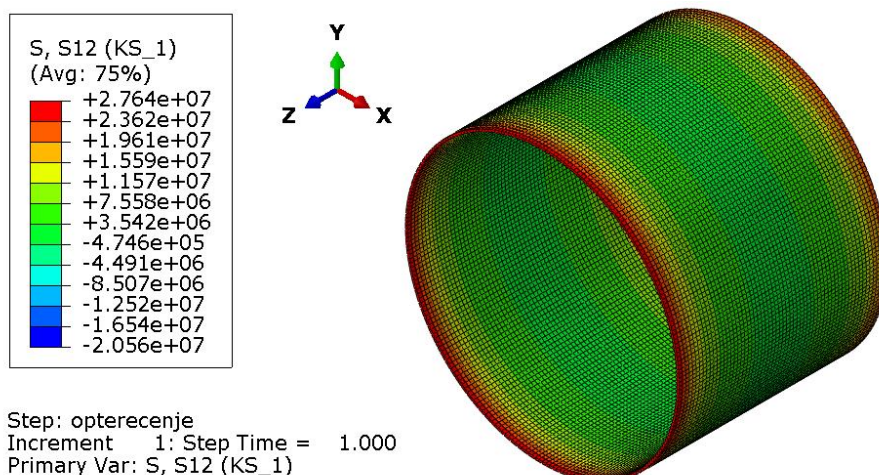 S, S12 (KS_1)
(Avg: 75%)
+2.764e+07
+2.362e+07
+1.961e+07
+1.559e+07
+1.157e+07
+7.558e+06
+3.542e+06
-4.746e+05
-4.491e+06
-8.507e+06
-1.252e+07
-1.654e+07
-2.056e+07
Y
Z
X
Step: opterecenje
Increment 1: Step Time = 1.000
Primary Var: S, S12 (KS_1)